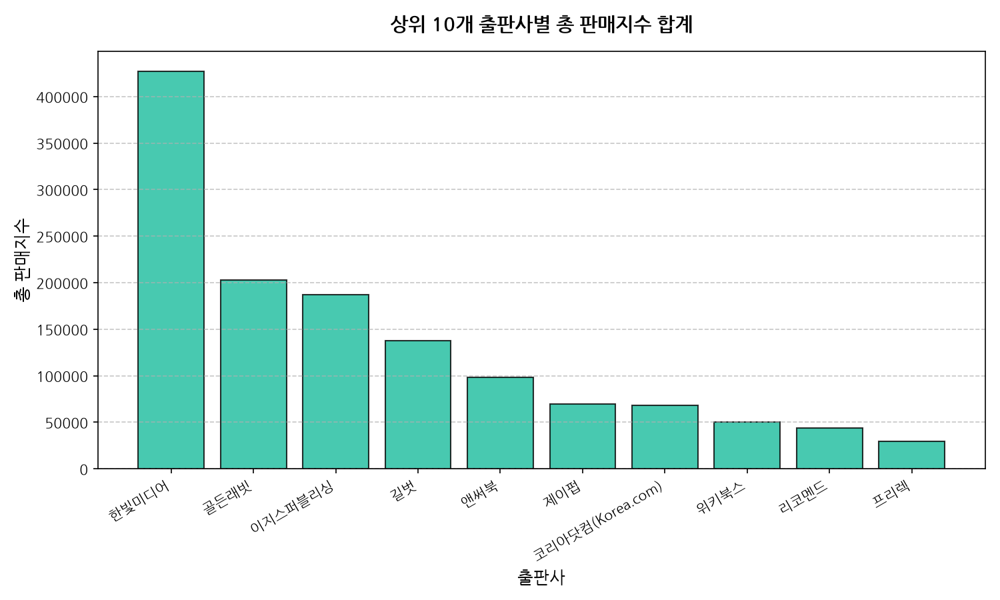 상위 10개 출판사별 총 판매지수 합계
총 판매지수
400000
350000
300000
250000
200000
150000
100000
50000
0
한빛미디어
골든래빗
이지스퍼블리싱
길벗
앤써북
제이펍
코리아닷컴(Korea.com)
위키북스
리코멘드
프리렉
출판사